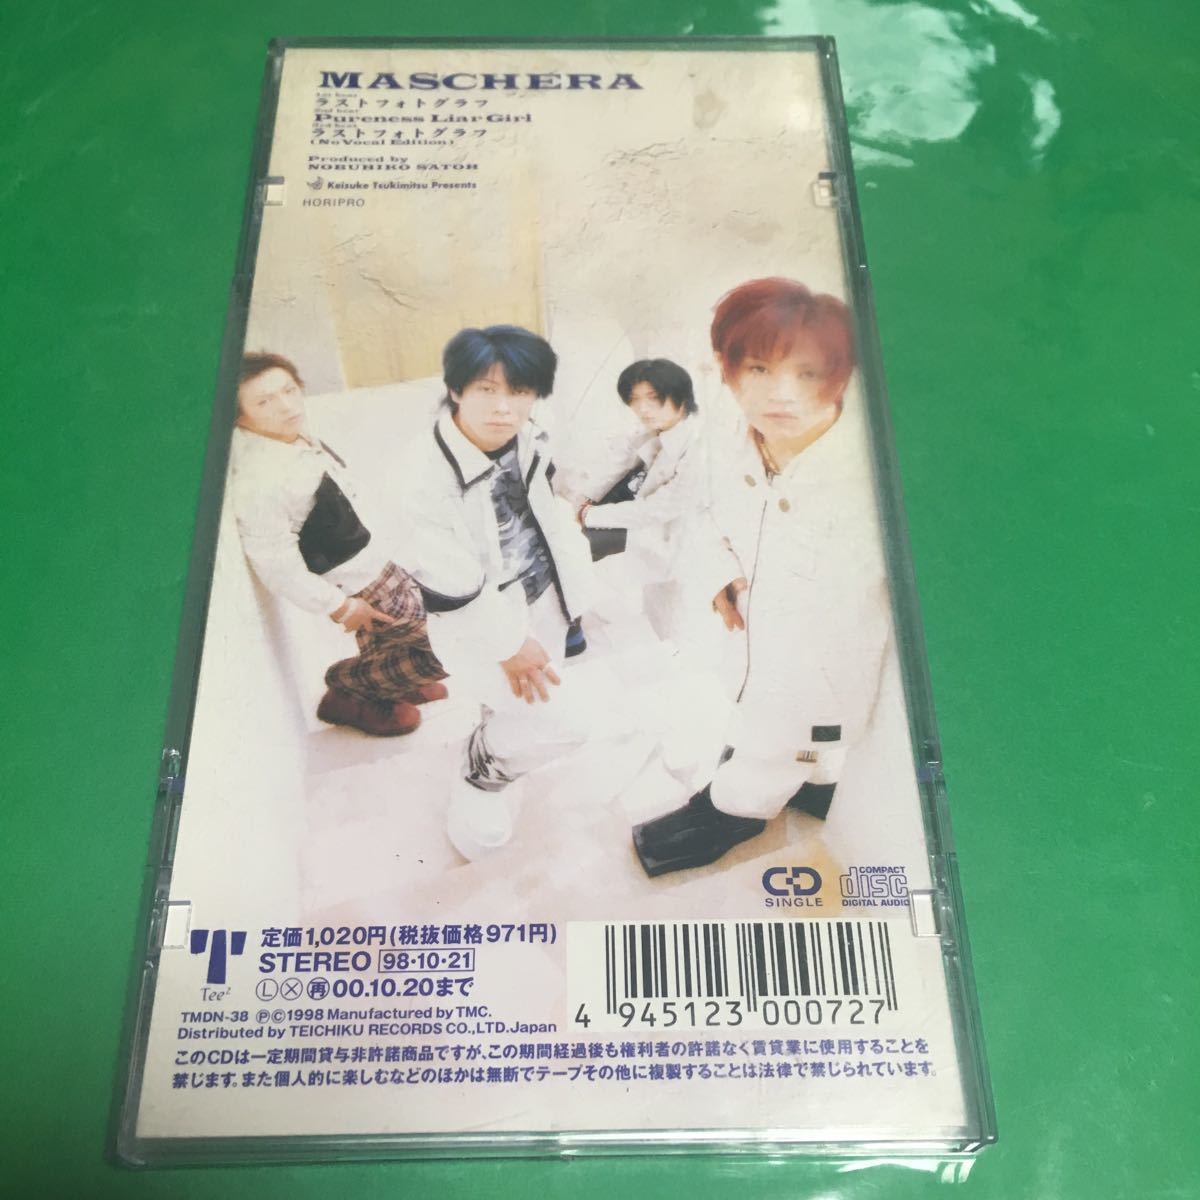 MASCHERA
1st beat
ラストフォトグラフ
2nd beat
Pureness Liar Girl
3rd beat
ラストフォトグラフ
(No Vocal Edition)
Produced by
NOBUHIKO SATOH
Keisuke Tsukimitsu Presents
HORIPRO
CD
SINGLE
COMPACT
disc
DIGITAL AUDIO
Tee²
定価1,020円(税抜価格971円)
STEREO 98・10・21
Ⓛ Ⓧ 再 00.10.20まで
TMDN-38 ℗©1998 Manufactured by TMC.
Distributed by TEICHIKU RECORDS CO.,LTD.Japan
4 945123 000727
このCDは一定期間貸与非許諾商品ですが、この期間経過後も権利者の許諾なく賃貸業に使用することを
禁じます。また個人的に楽しむなどのほかは無断でテープその他に複製することは法律で禁じられています。